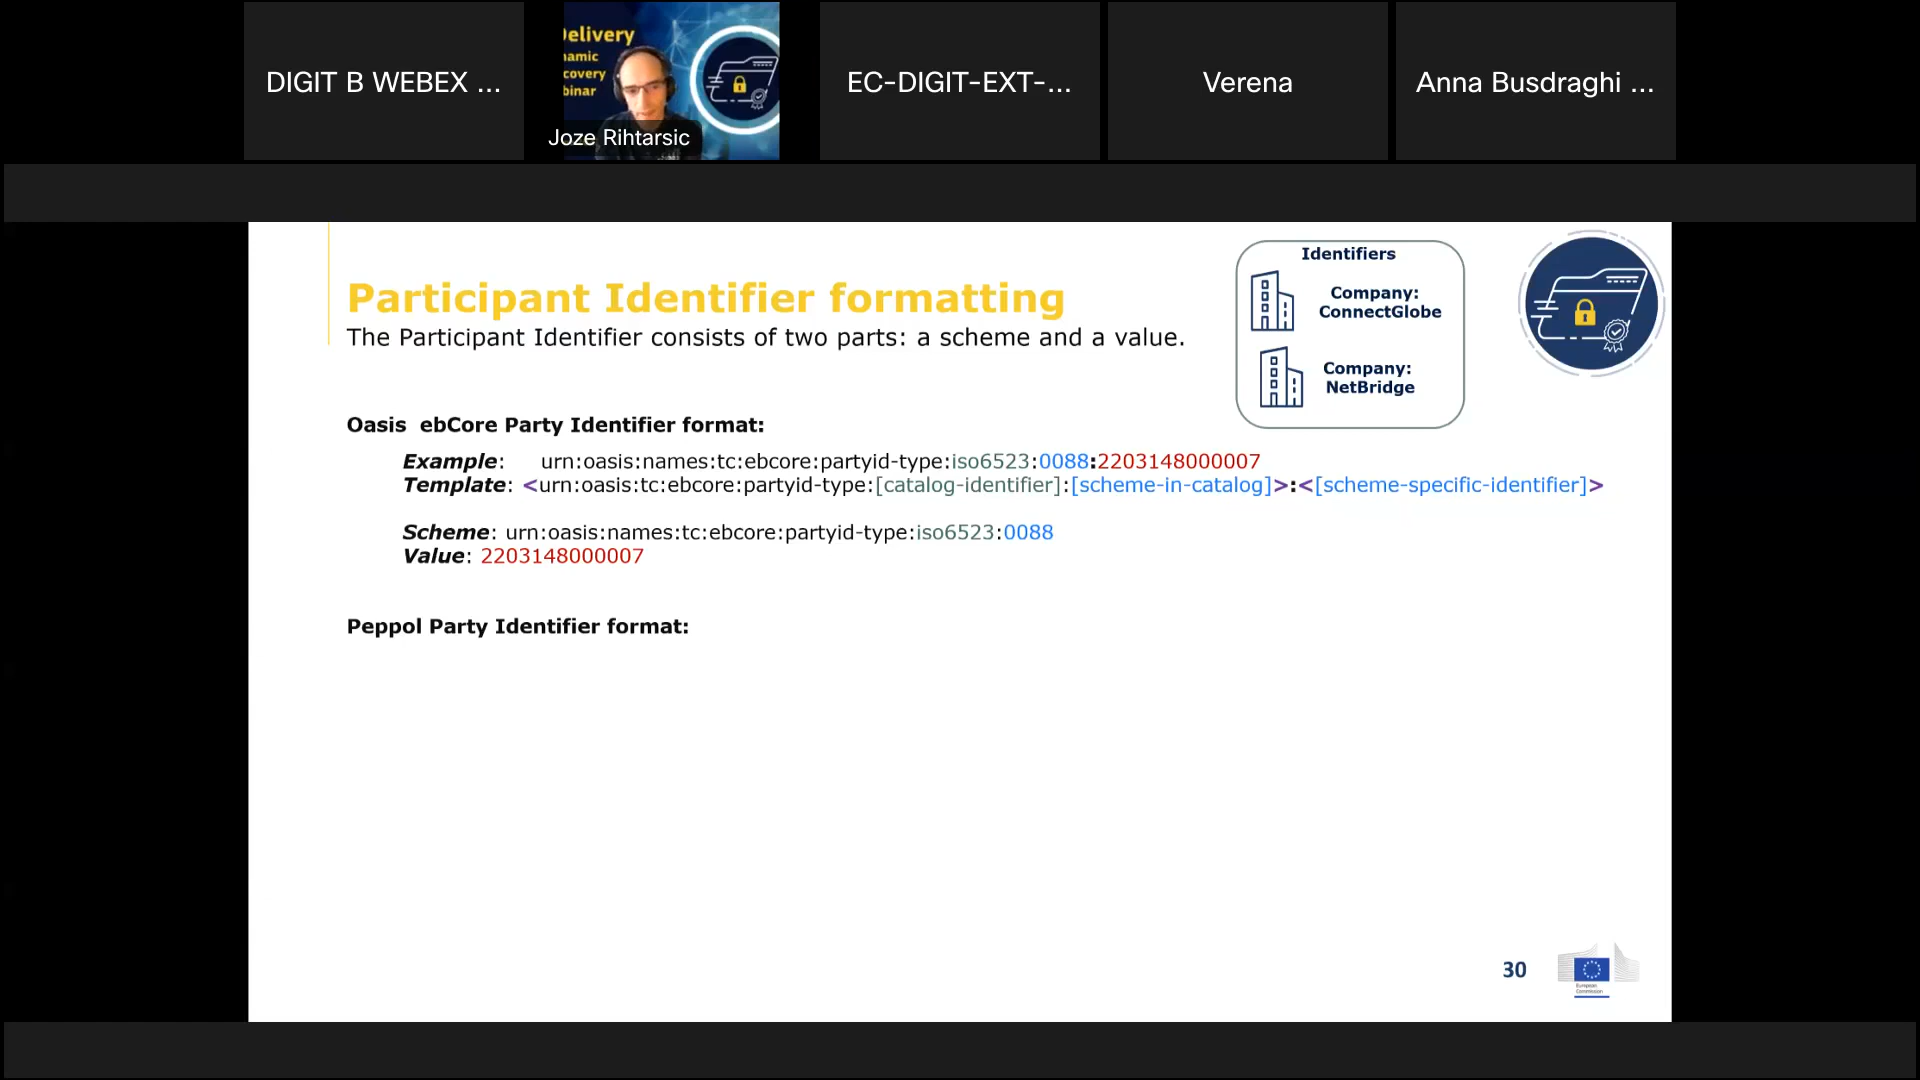 DIGIT B WEBEX ...
Delivery
namic
covery
binar
Joze Rihtarsic
EC-DIGIT-EXT-...
Verena
Anna Busdraghi ...
Participant Identifier formatting
The Participant Identifier consists of two parts: a scheme and a value.
Identifiers
Company:
ConnectGlobe
Company:
NetBridge
Oasis ebCore Party Identifier format:
Example: urn:oasis:names:tc:ebcore:partyid-type:iso6523:0088:2203148000007
Template: <urn:oasis:tc:ebcore:partyid-type:[catalog-identifier]:[scheme-in-catalog]>:<[scheme-specific-identifier]>
Scheme: urn:oasis:names:tc:ebcore:partyid-type:iso6523:0088
Value: 2203148000007
Peppol Party Identifier format:
30
European
Commission